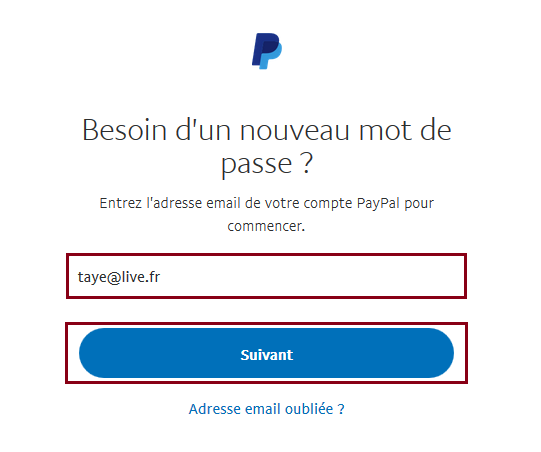 Besoin d'un nouveau mot de
passe ?
Entrez l'adresse email de votre compte PayPal pour
commencer.
taye@live.fr
Suivant
Adresse email oubliée ?